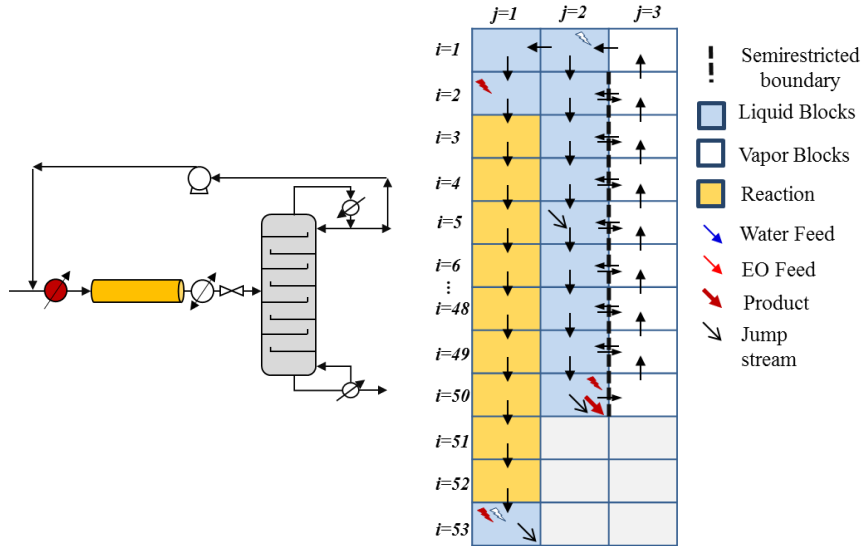 j=1 j=2 j=3
i=1
i=2
i=3
i=4
i=5
i=6
⋮
i=48
i=49
i=50
i=51
i=52
i=53
Semirestricted
boundary
Liquid Blocks
Vapor Blocks
Reaction
Water Feed
EO Feed
Product
Jump
stream